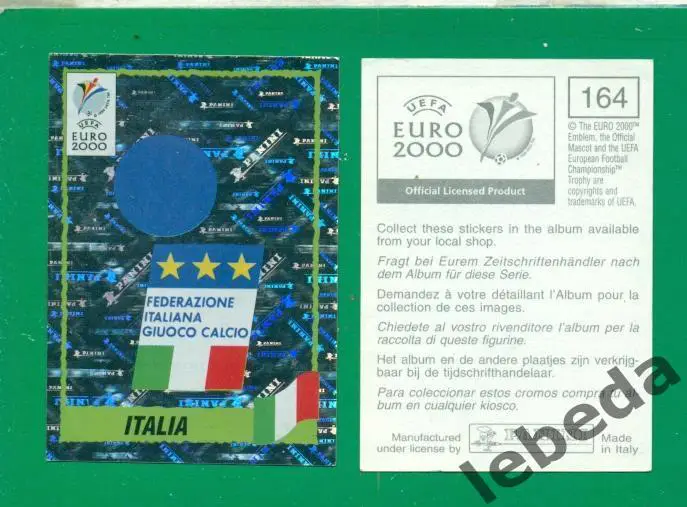 EURO
2000
PANINI
FEDERAZIONE
ITALIANA
GIUOCO CALCIO
ITALIA
UEFA
EURO
2000
Official Licensed Product
164
© The EURO 2000™
Emblem, the Official
Mascot and the UEFA
European Football
Championship™
Trophy are
copyrights and
trademarks of UEFA.
Collect these stickers in the album available
from your local shop.
Fragt bei Eurem Zeitschriftenhändler nach
dem Album für diese Serie.
Demandez à votre détaillant l'Album pour la
collection de ces images.
Chiedete al vostro rivenditore l'album per la
raccolta di queste figurine.
Het album en de andere plaatjes zijn verkrijg-
baar bij de tijdschrifthandelaar.
Para coleccionar estos cromos compra tu al-
bum en cualquier kiosco.
Manufactured
under license by
PANINI
Made
in Italy
lebeda